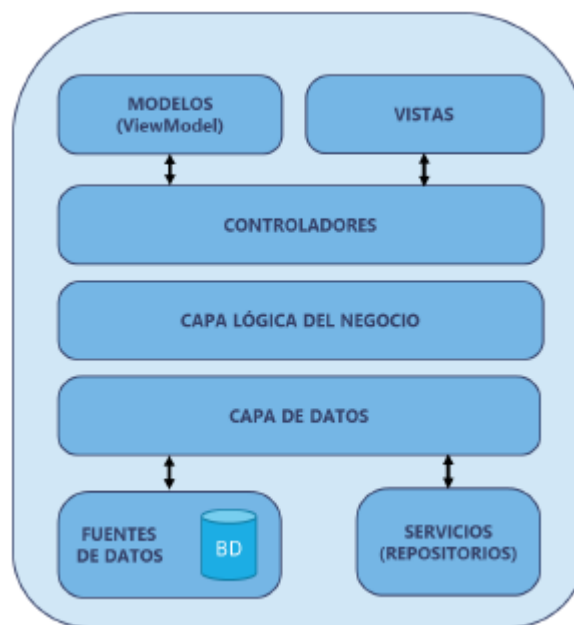 MODELOS
(ViewModel)
VISTAS
CONTROLADORES
CAPA LÓGICA DEL NEGOCIO
CAPA DE DATOS
FUENTES
DE DATOS
BD
SERVICIOS
(REPOSITORIOS)